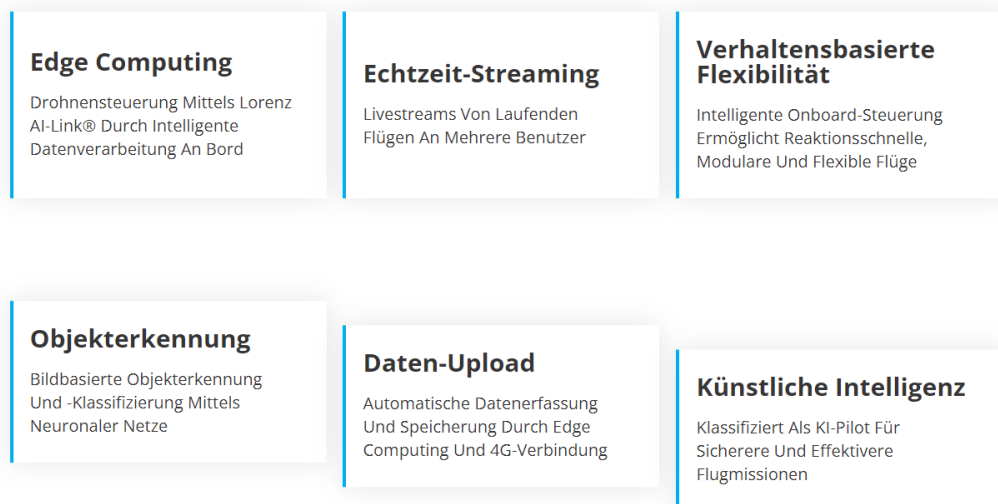 Edge Computing
Drohnensteuerung Mittels Lorenz
AI-Link® Durch Intelligente
Datenverarbeitung An Bord
Echtzeit-Streaming
Livestreams Von Laufenden
Flügen An Mehrere Benutzer
Verhaltensbasierte
Flexibilität
Intelligente Onboard-Steuerung
Ermöglicht Reaktionsschnelle,
Modulare Und Flexible Flüge
Objekterkennung
Bildbasierte Objekterkennung
Und -Klassifizierung Mittels
Neuronaler Netze
Daten-Upload
Automatische Datenerfassung
Und Speicherung Durch Edge
Computing Und 4G-Verbindung
Künstliche Intelligenz
Klassifiziert Als KI-Pilot Für
Sicherere Und Effektivere
Flugmissionen